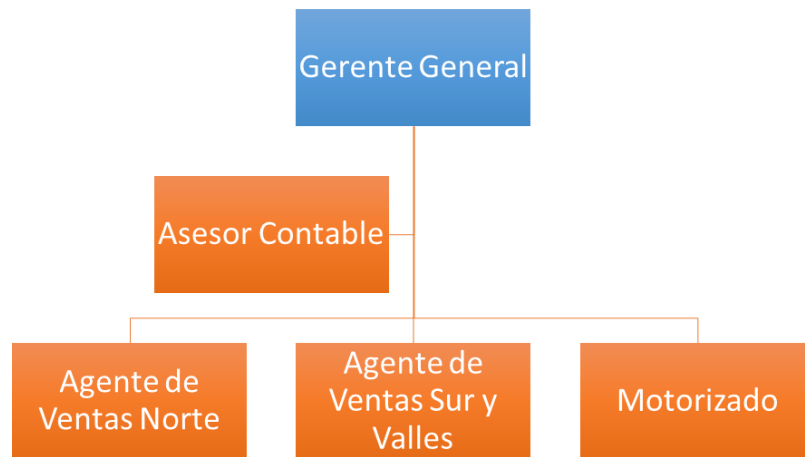 Gerente General
Asesor Contable
Agente de
Ventas Norte
Agente de
Ventas Sur y
Valles
Motorizado